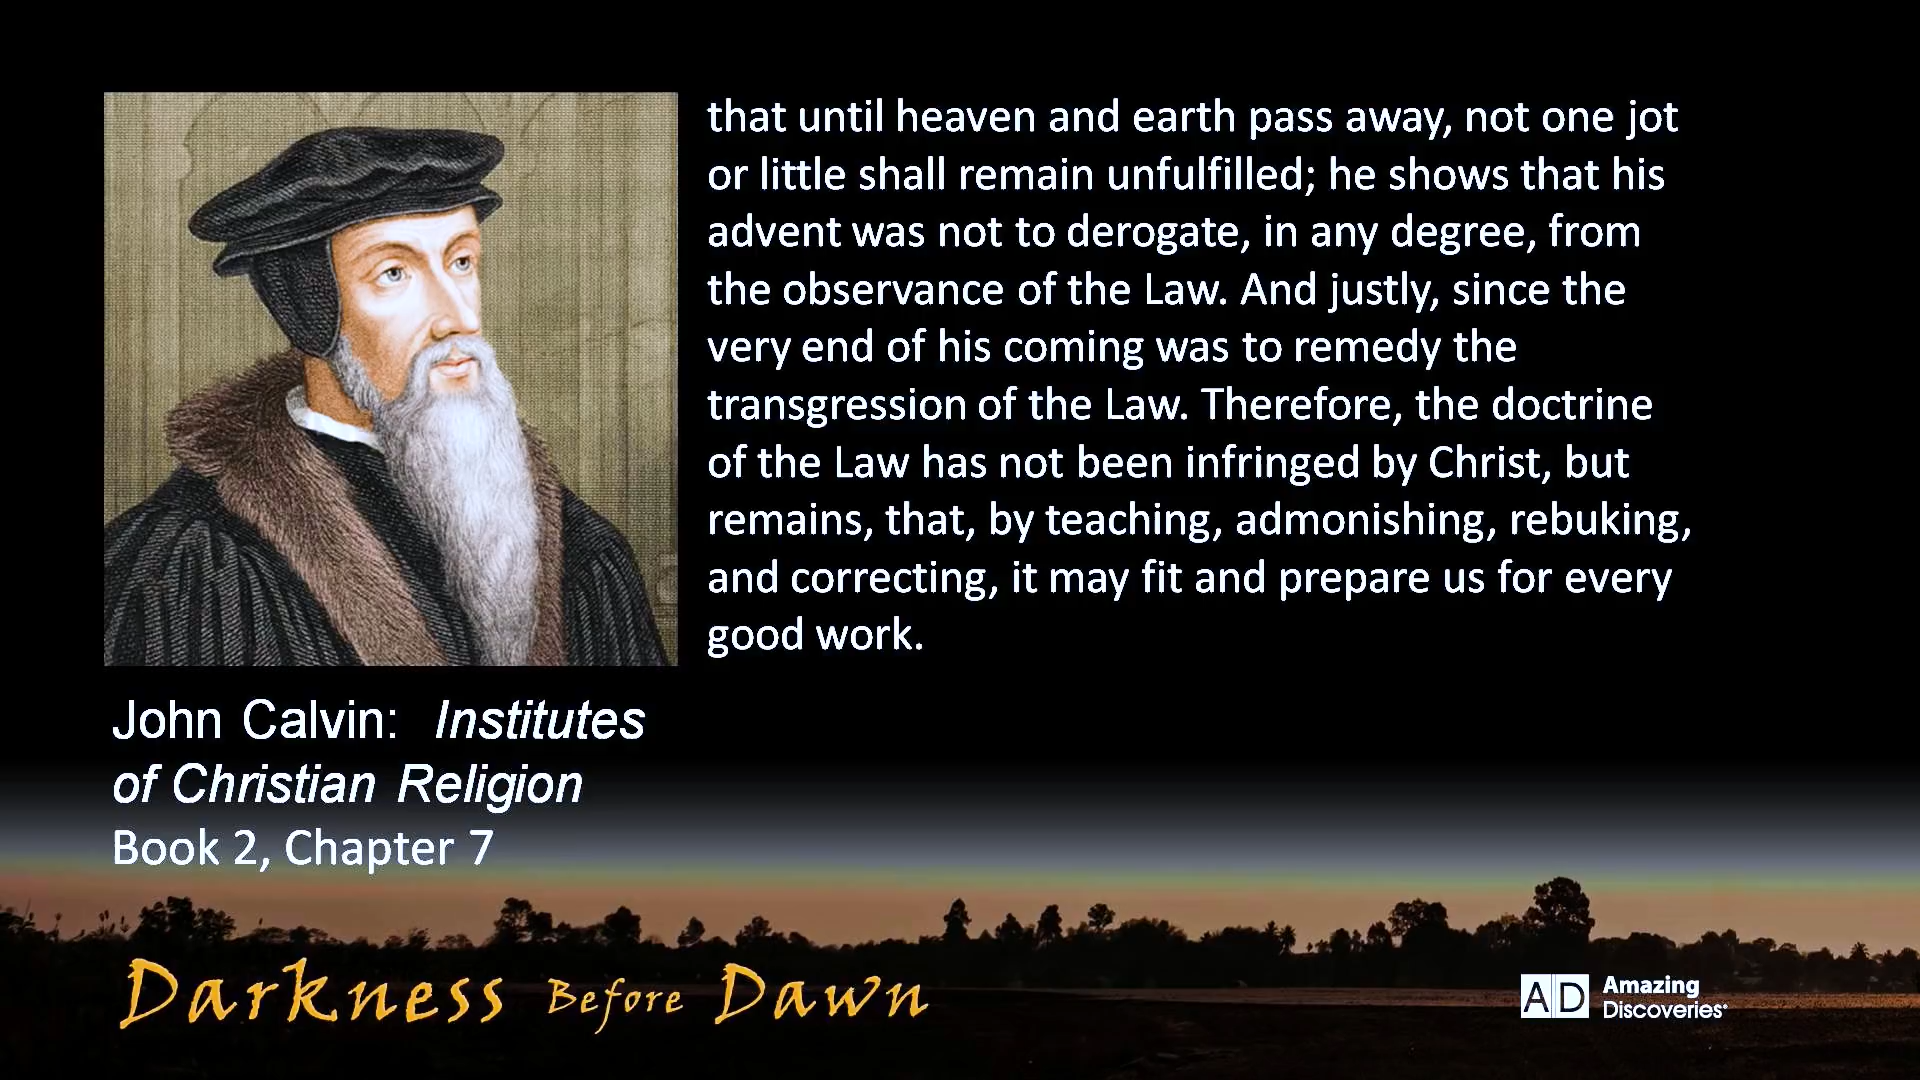 that until heaven and earth pass away, not one jot
or little shall remain unfulfilled; he shows that his
advent was not to derogate, in any degree, from
the observance of the Law. And justly, since the
very end of his coming was to remedy the
transgression of the Law. Therefore, the doctrine
of the Law has not been infringed by Christ, but
remains, that, by teaching, admonishing, rebuking,
and correcting, it may fit and prepare us for every
good work.
John Calvin: Institutes
of Christian Religion
Book 2, Chapter 7
Darkness Before Dawn
AD
Amazing
Discoveries